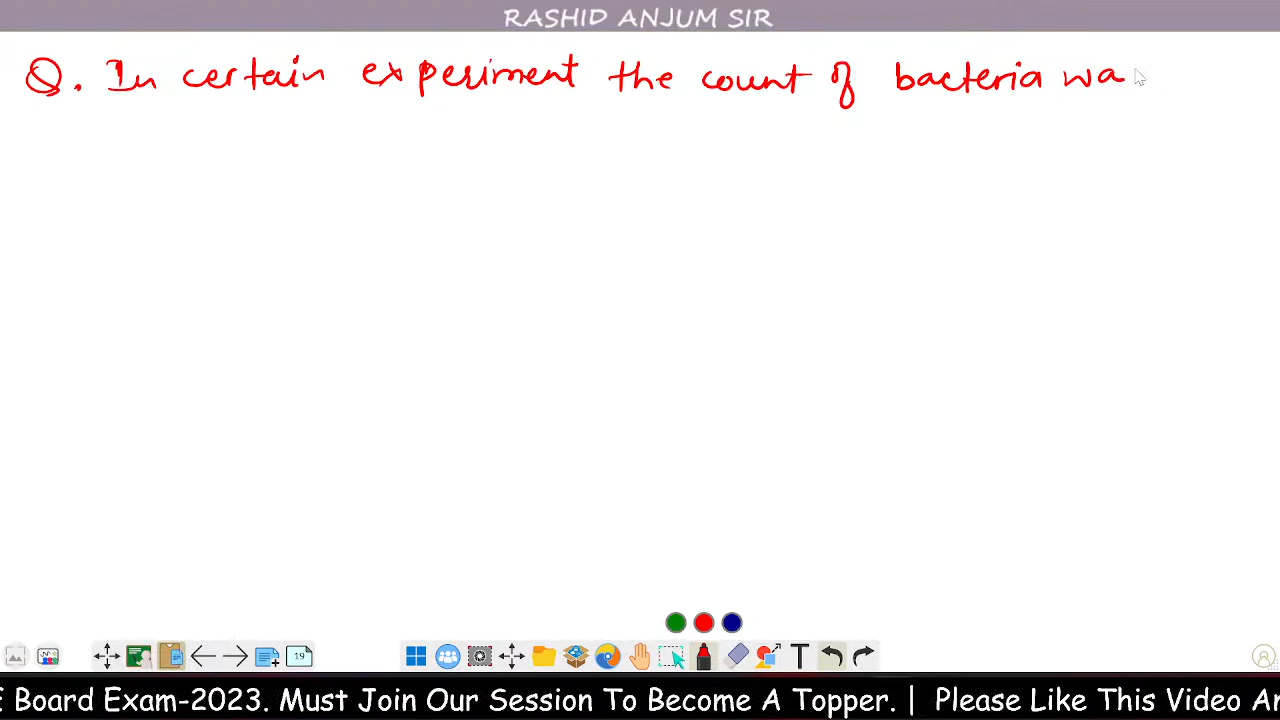 RASHID ANJUM SIR
Q. In certain experiment the count of bacteria wa
19
E Board Exam-2023. Must Join Our Session To Become A Topper. | Please Like This Video An